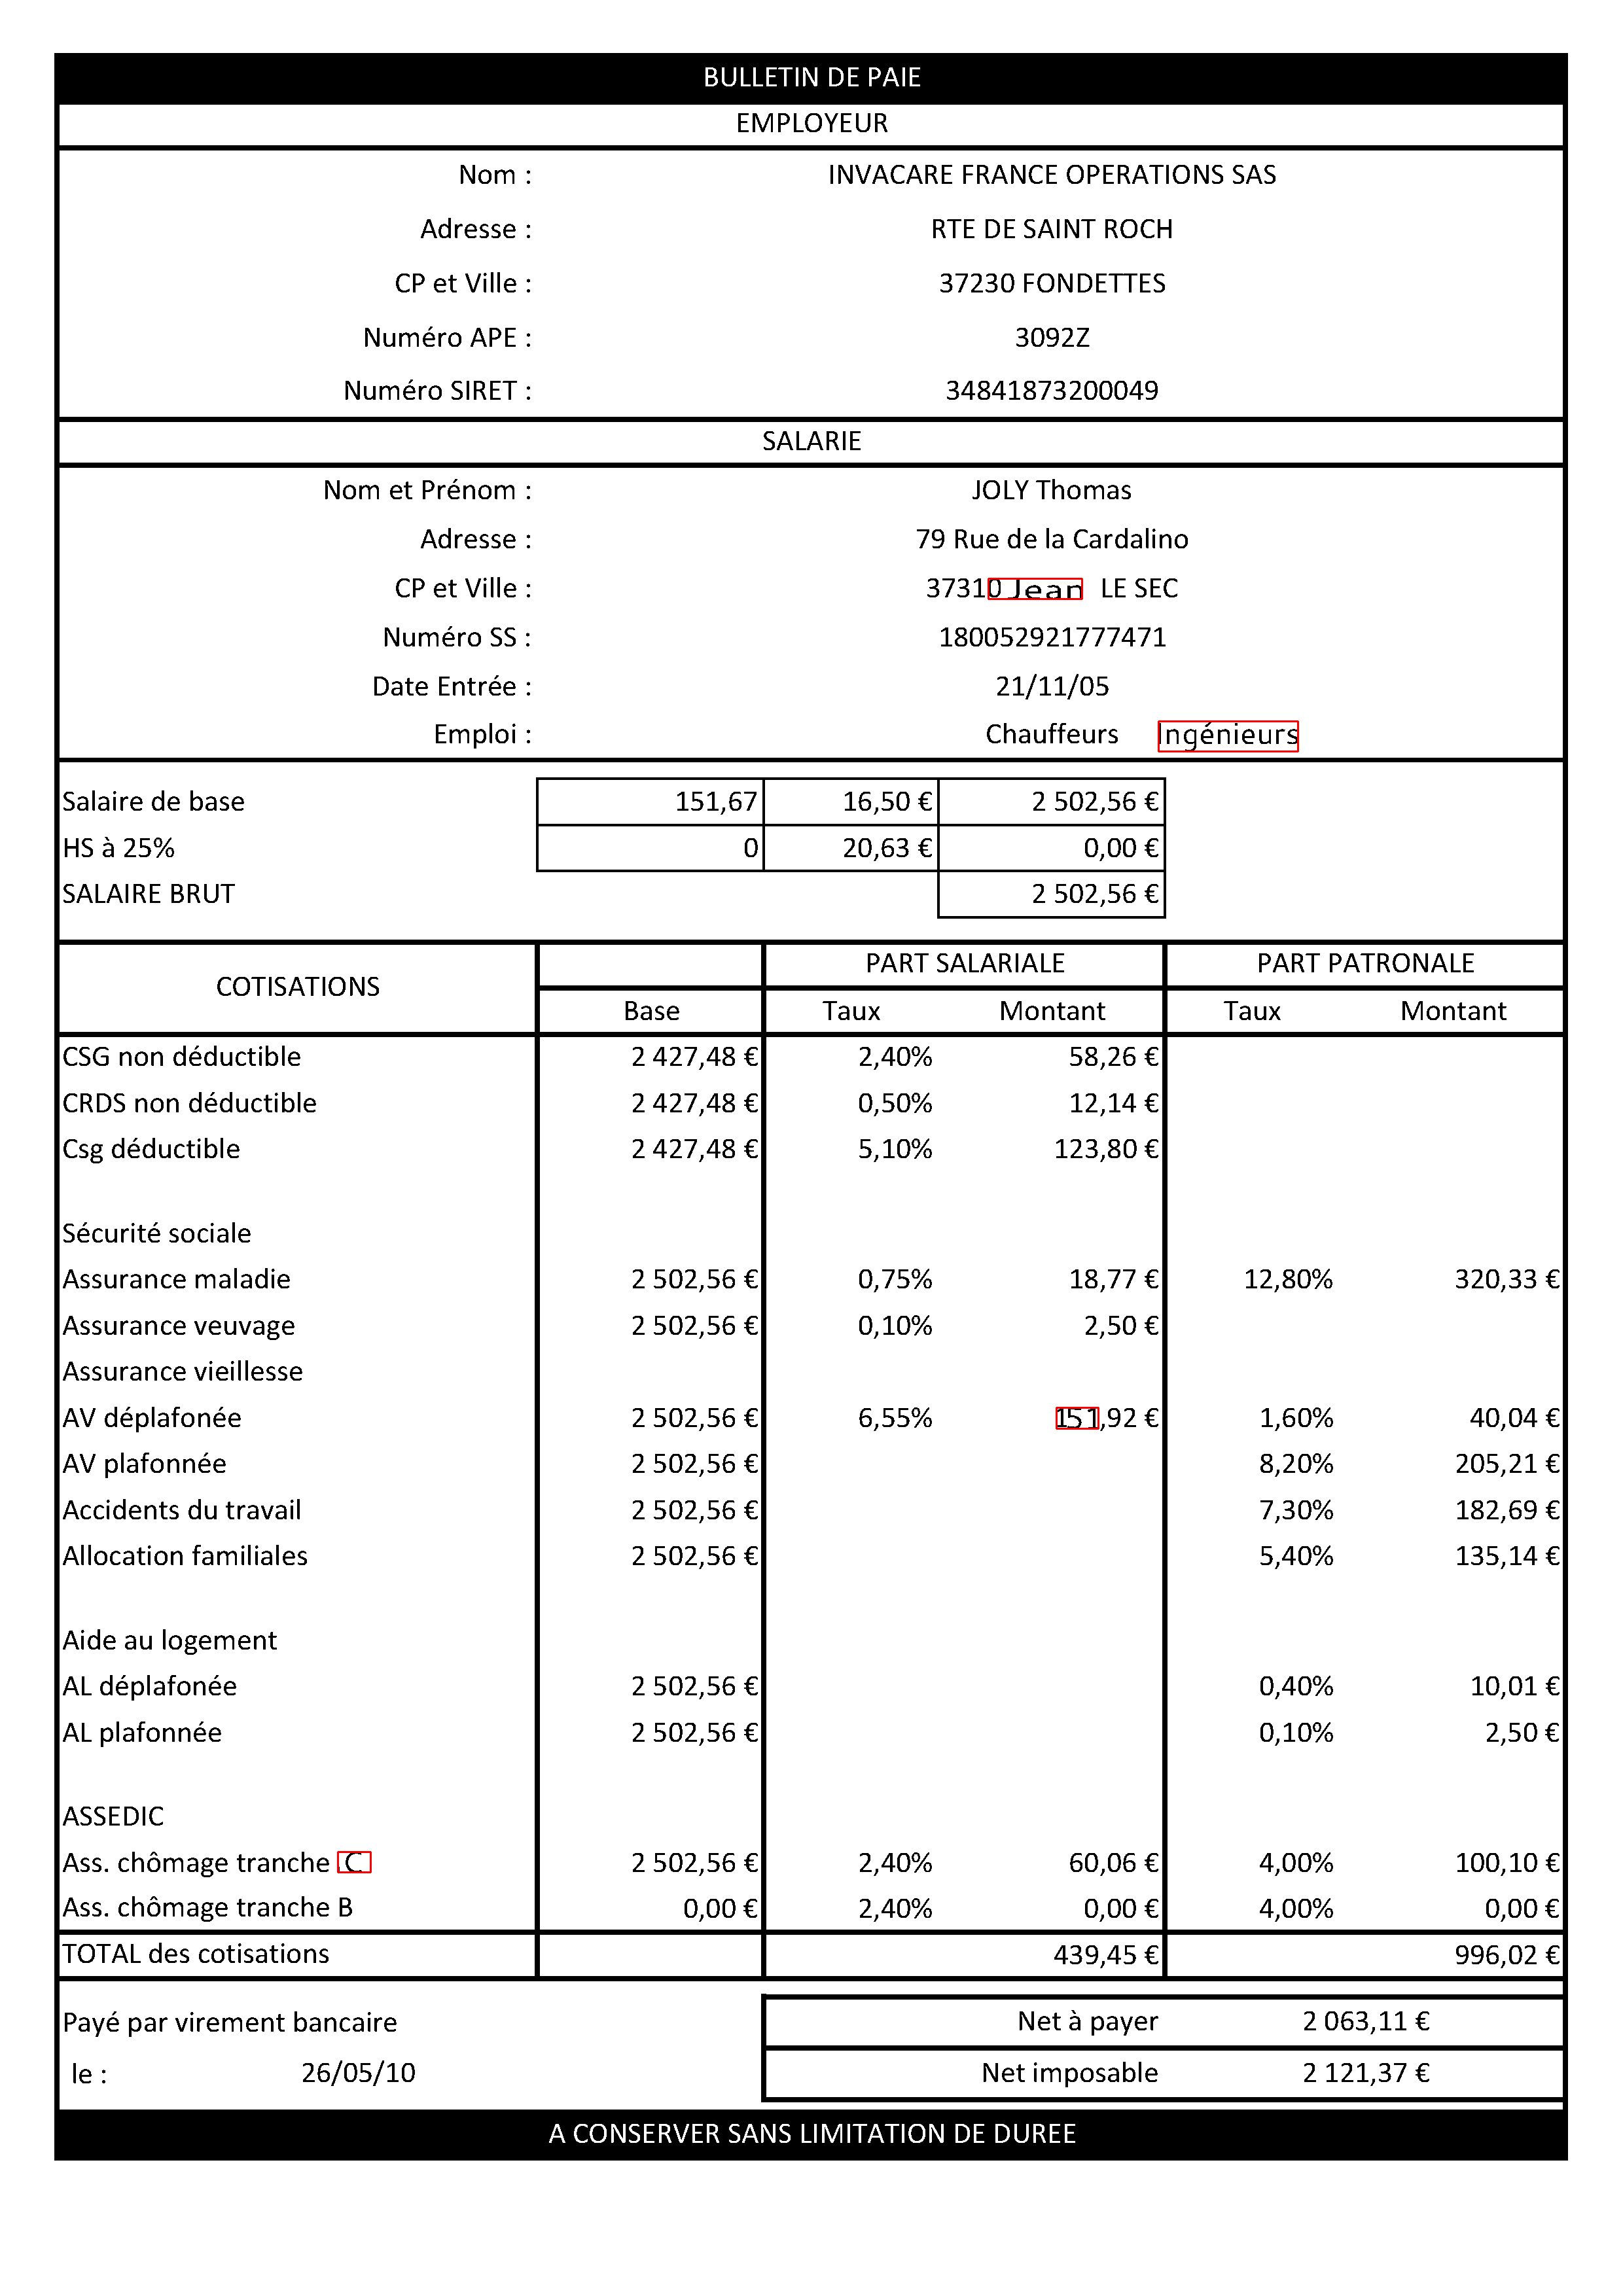 BULLETIN DE PAIE
EMPLOYEUR
Nom : INVACARE FRANCE OPERATIONS SAS
Adresse : RTE DE SAINT ROCH
CP et Ville : 37230 FONDETTES
Numéro APE : 3092Z
Numéro SIRET : 34841873200049
SALARIE
Nom et Prénom : JOLY Thomas
Adresse : 79 Rue de la Cardalino
CP et Ville : 37310 Jean LE SEC
Numéro SS : 180052921777471
Date Entrée : 21/11/05
Emploi : Chauffeurs Ingénieurs
Salaire de base 151,67 16,50 € 2 502,56 €
HS à 25% 0 20,63 € 0,00 €
SALAIRE BRUT 2 502,56 €
COTISATIONS PART SALARIALE PART PATRONALE
Base Taux Montant Taux Montant
CSG non déductible 2 427,48 € 2,40% 58,26 €
CRDS non déductible 2 427,48 € 0,50% 12,14 €
Csg déductible 2 427,48 € 5,10% 123,80 €
Sécurité sociale
Assurance maladie 2 502,56 € 0,75% 18,77 € 12,80% 320,33 €
Assurance veuvage 2 502,56 € 0,10% 2,50 €
Assurance vieillesse
AV déplafonée 2 502,56 € 6,55% 151,92 € 1,60% 40,04 €
AV plafonnée 2 502,56 € 8,20% 205,21 €
Accidents du travail 2 502,56 € 7,30% 182,69 €
Allocation familiales 2 502,56 € 5,40% 135,14 €
Aide au logement
AL déplafonée 2 502,56 € 0,40% 10,01 €
AL plafonnée 2 502,56 € 0,10% 2,50 €
ASSEDIC
Ass. chômage tranche C 2 502,56 € 2,40% 60,06 € 4,00% 100,10 €
Ass. chômage tranche B 0,00 € 2,40% 0,00 € 4,00% 0,00 €
TOTAL des cotisations 439,45 € 996,02 €
Payé par virement bancaire Net à payer 2 063,11 €
le : 26/05/10 Net imposable 2 121,37 €
A CONSERVER SANS LIMITATION DE DUREE